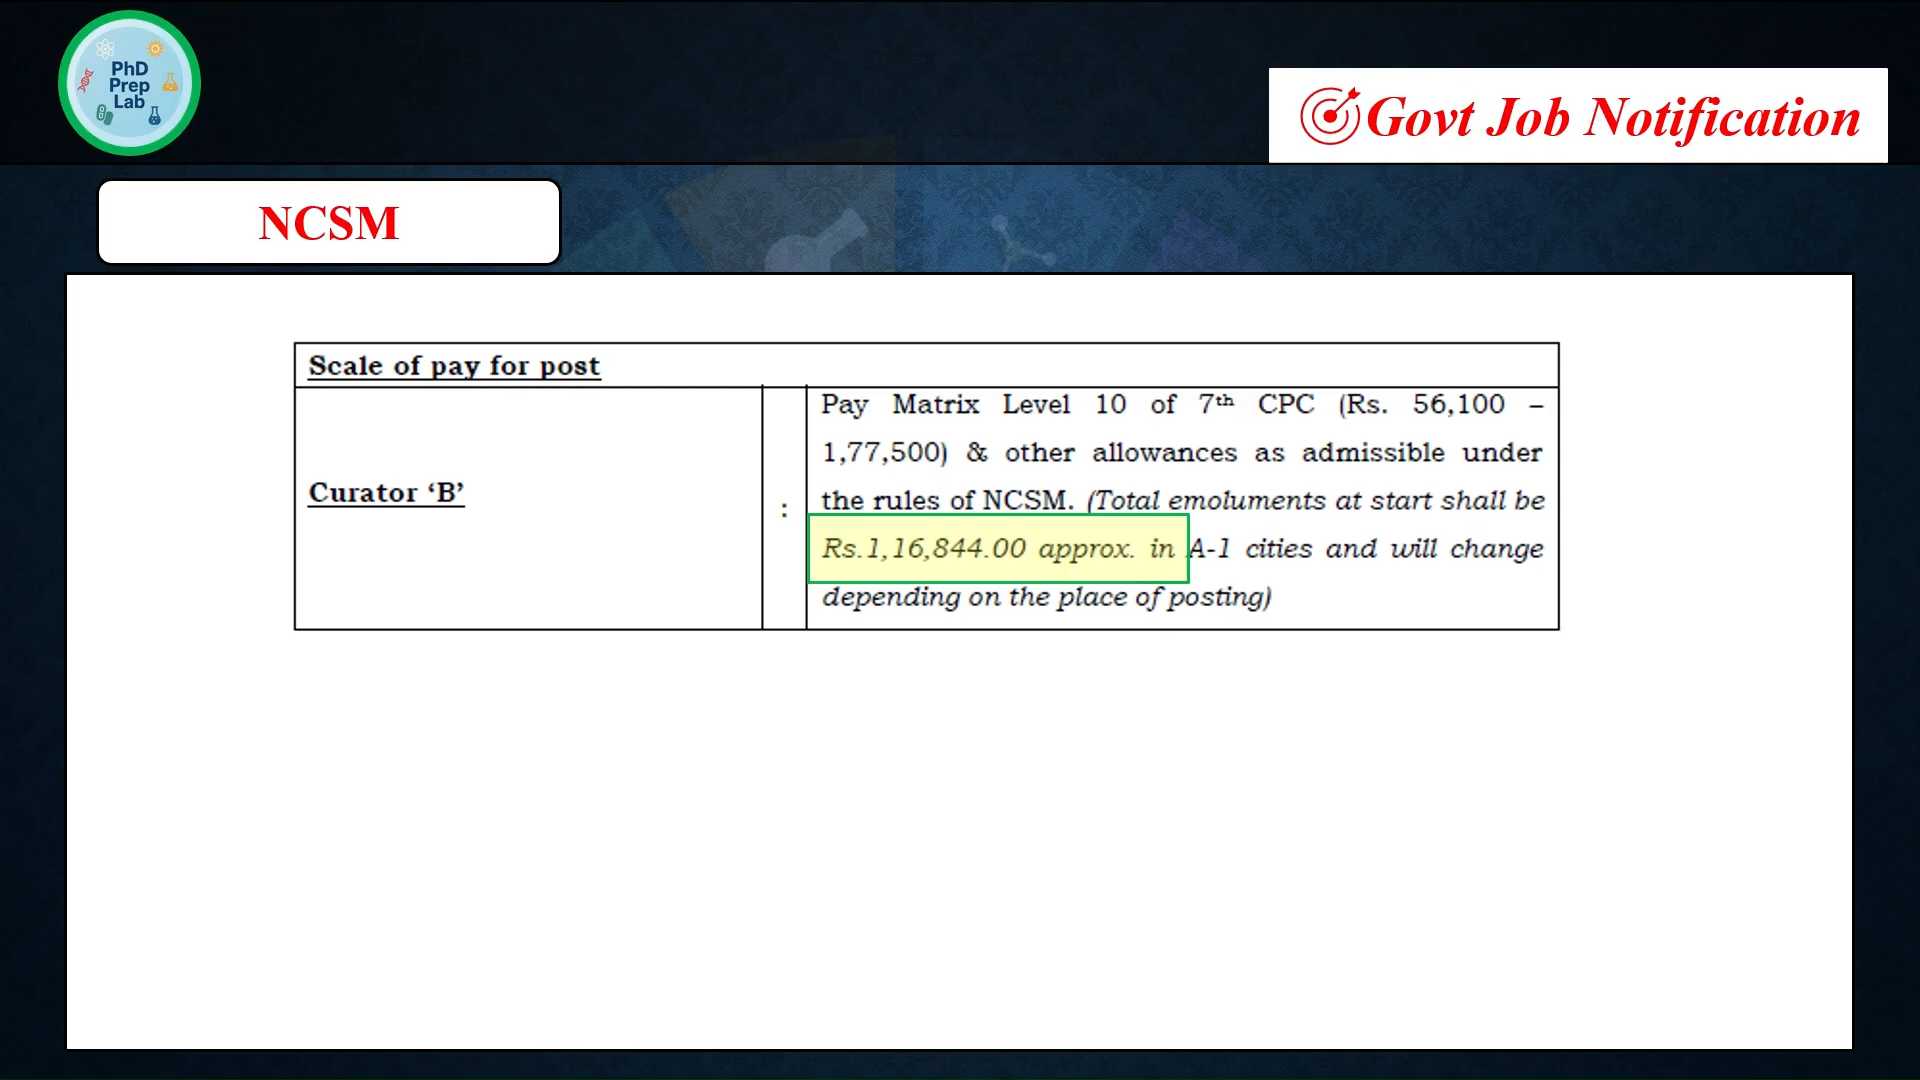 PhD
Prep
Lab
Govt Job Notification
NCSM
Scale of pay for post
Curator ‘B’
:
Pay Matrix Level 10 of 7th CPC (Rs. 56,100 –
1,77,500) & other allowances as admissible under
the rules of NCSM. (Total emoluments at start shall be
Rs.1,16,844.00 approx. in A-1 cities and will change
depending on the place of posting)